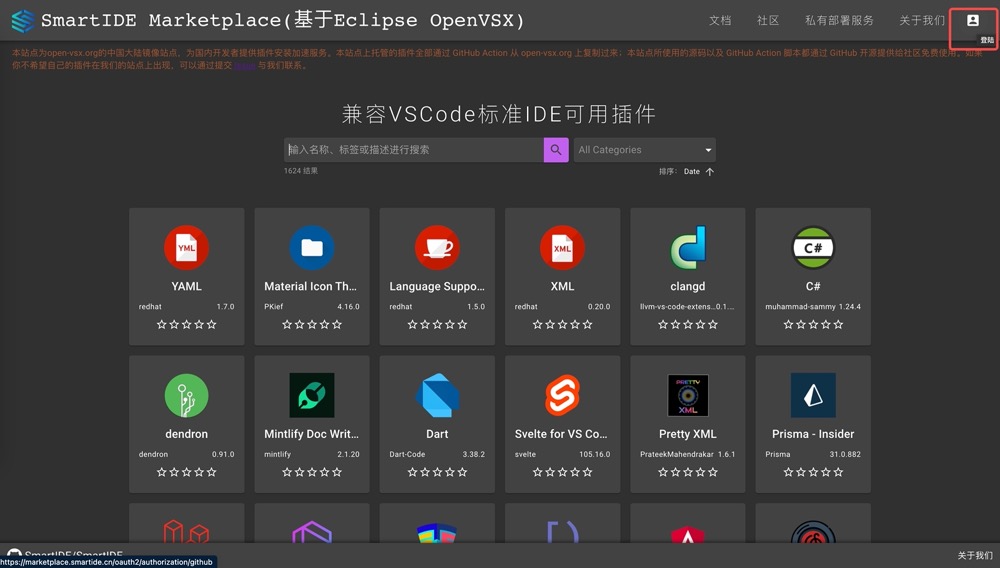 SmartIDE Marketplace(基于Eclipse OpenVSX)
文档 社区 私有部署服务 关于我们
登陆
本站点为open-vsx.org的中国大陆镜像站点，为国内开发者提供插件安装加速服务。本站点上托管的插件全部通过 GitHub Action 从 open-vsx.org 上复制过来；本站点所使用的源码以及 GitHub Action 脚本都通过 GitHub 开源提供给社区免费使用。如果
你不希望自己的插件在我们的站点上出现，可以通过提交 与我们联系。
兼容VSCode标准IDE可用插件
输入名称、标签或描述进行搜索
All Categories
1624 结果
排序: Date
YML
XML
C#
YAML
Material Icon Th...
Language Suppo...
XML
clangd
C#
redhat 1.7.0
PKief 4.16.0
redhat 1.5.0
redhat 0.20.0
llvm-vs-code-exten...0.1...
muhammad-sammy 1.24.4
PRETTY
XML
dendron
Mintlify Doc Writ...
Dart
Svelte for VS Co...
Pretty XML
Prisma - Insider
dendron 0.91.0
mintlify 2.1.20
Dart-Code 3.38.2
svelte 105.16.0
PrateekMahendrakar 1.6.1
Prisma 31.0.882
SmartIDE/SmartIDE
关于我们
https://marketplace.smartide.cn/oauth2/authorization/github